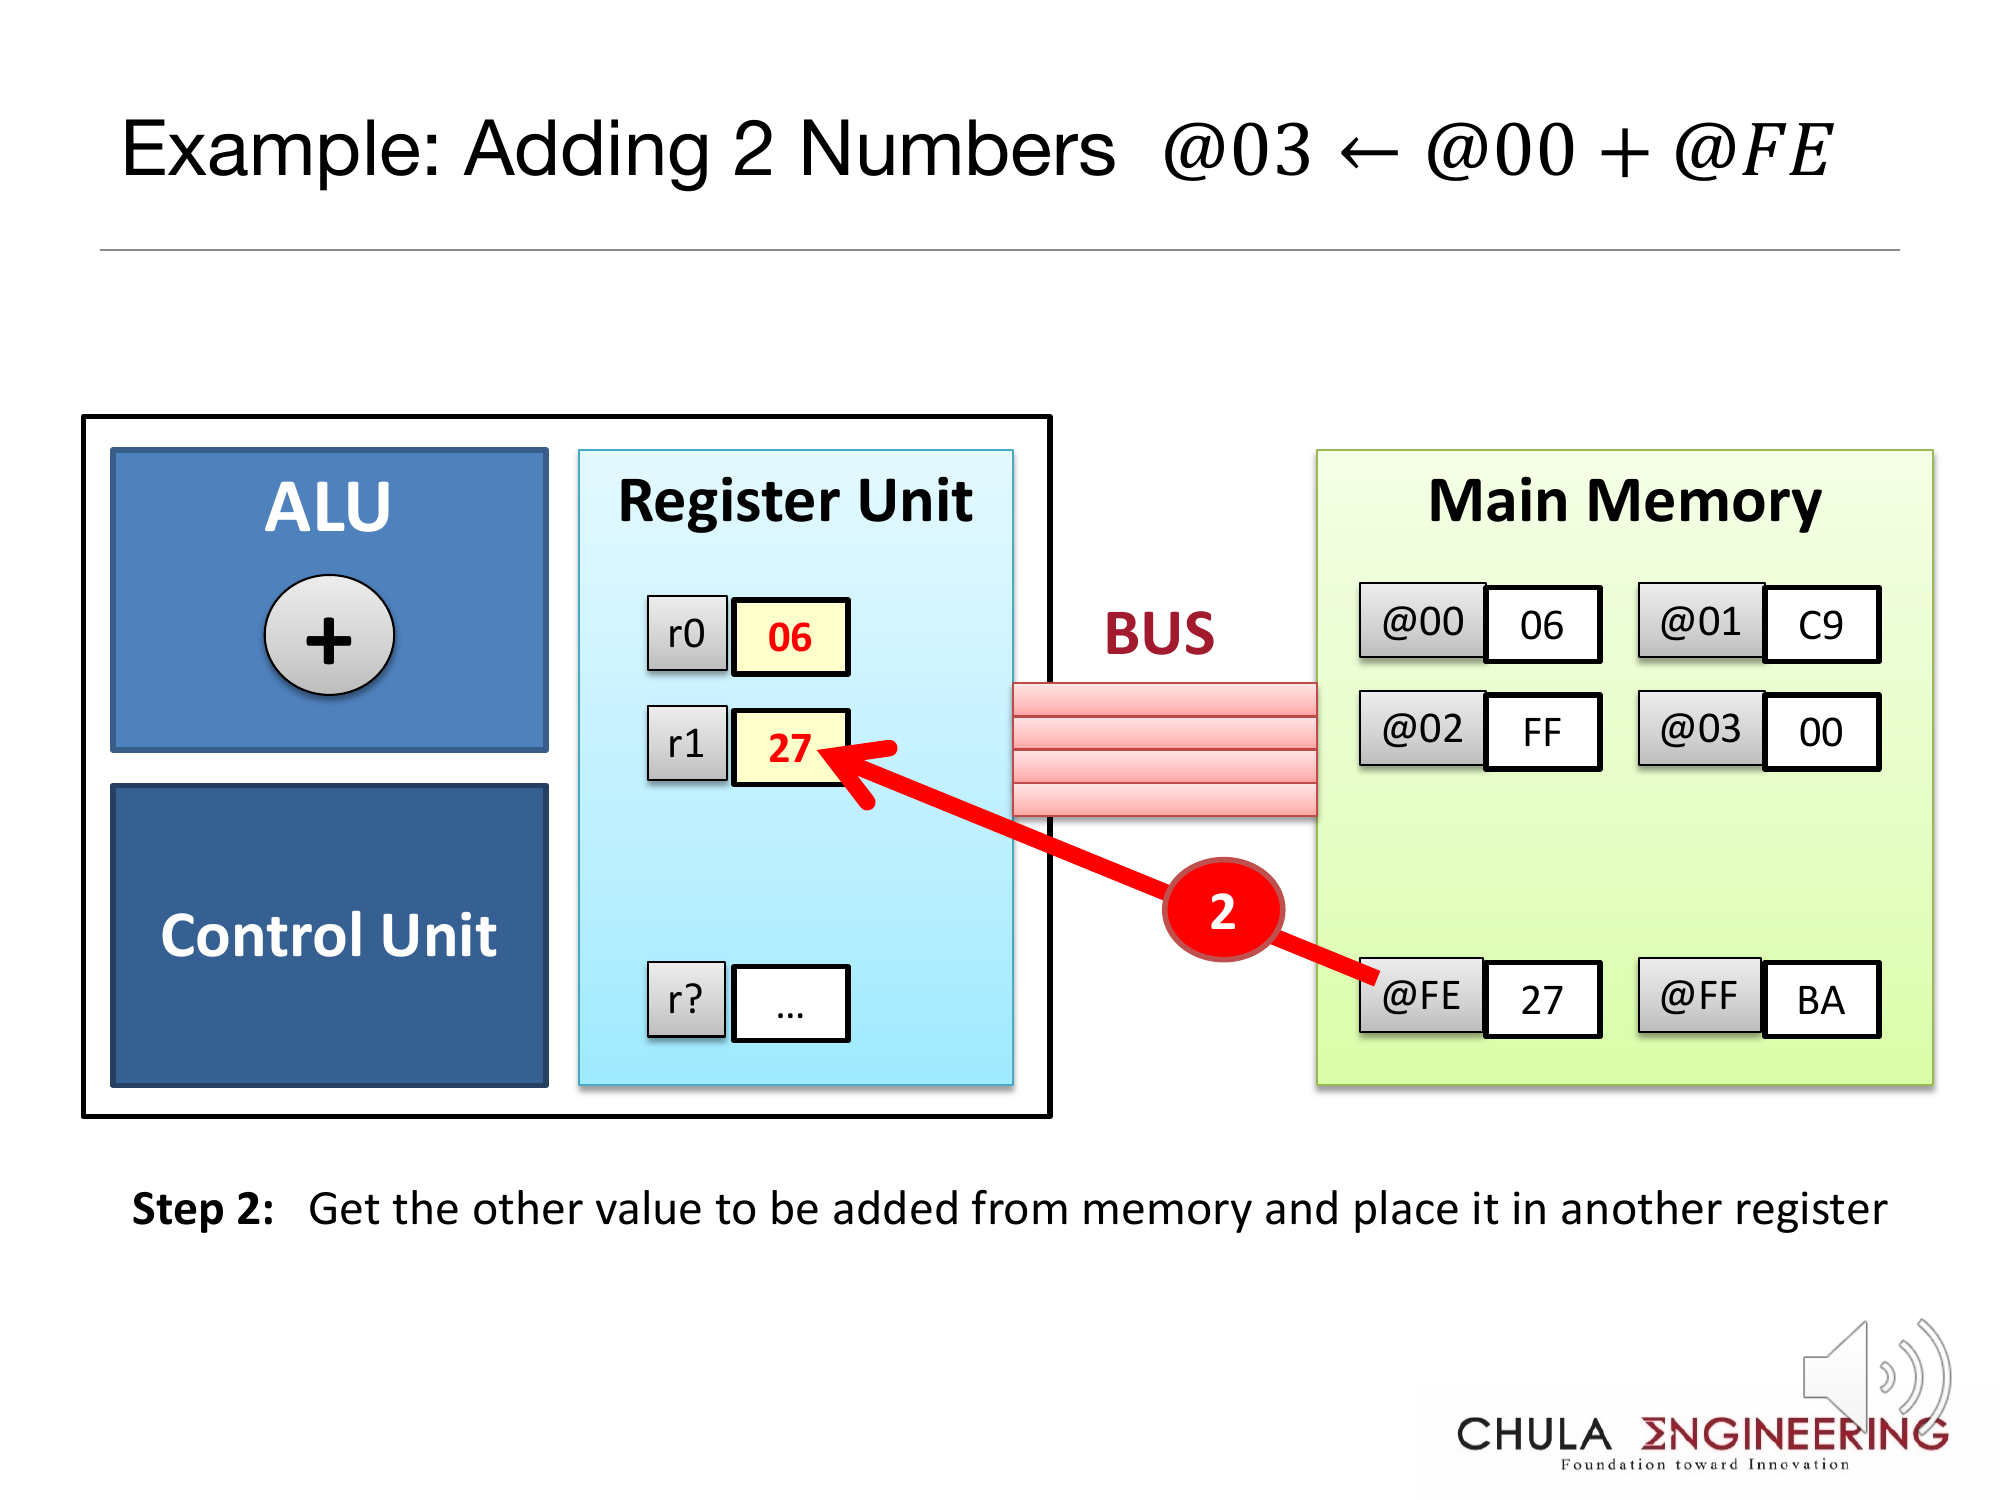 Example: Adding 2 Numbers @03 ← @00 + @FE
ALU
+
Control Unit
Register Unit
r0 06
r1 27
r? ...
BUS
2
Main Memory
@00 06 @01 C9
@02 FF @03 00
@FE 27 @FF BA
Step 2: Get the other value to be added from memory and place it in another register
CHULA ΣNGINEERING
Foundation toward Innovation